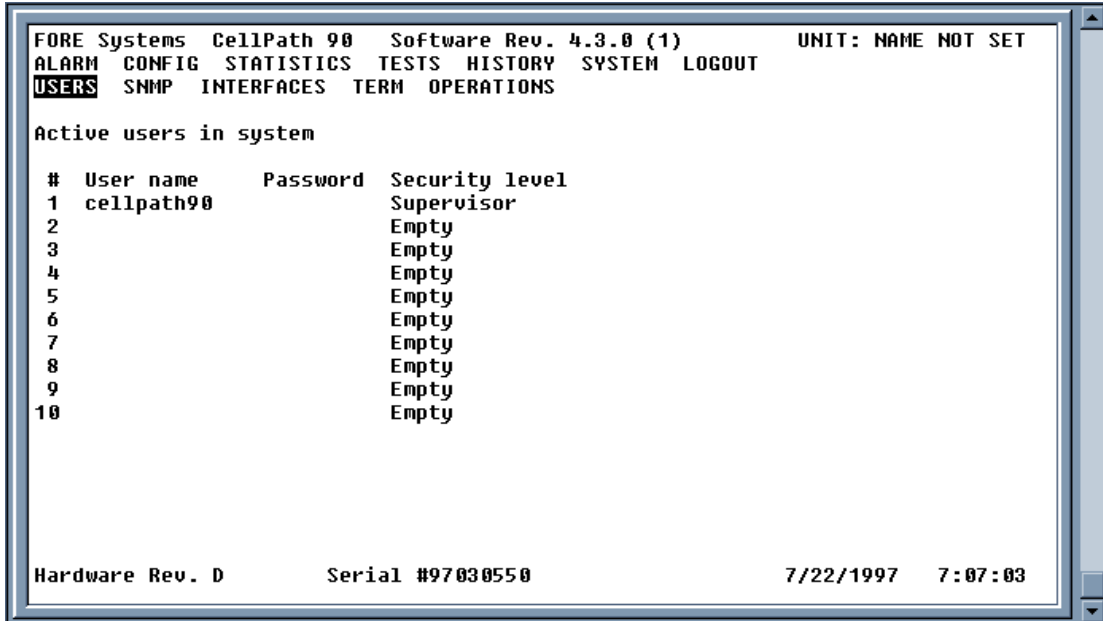 FORE Systems CellPath 90 Software Rev. 4.3.0 (1) UNIT: NAME NOT SET
ALARM CONFIG STATISTICS TESTS HISTORY SYSTEM LOGOUT
USERS SNMP INTERFACES TERM OPERATIONS
Active users in system
# User name Password Security level
1 cellpath90 Supervisor
2 Empty
3 Empty
4 Empty
5 Empty
6 Empty
7 Empty
8 Empty
9 Empty
10 Empty
Hardware Rev. D Serial #97030550 7/22/1997 7:07:03